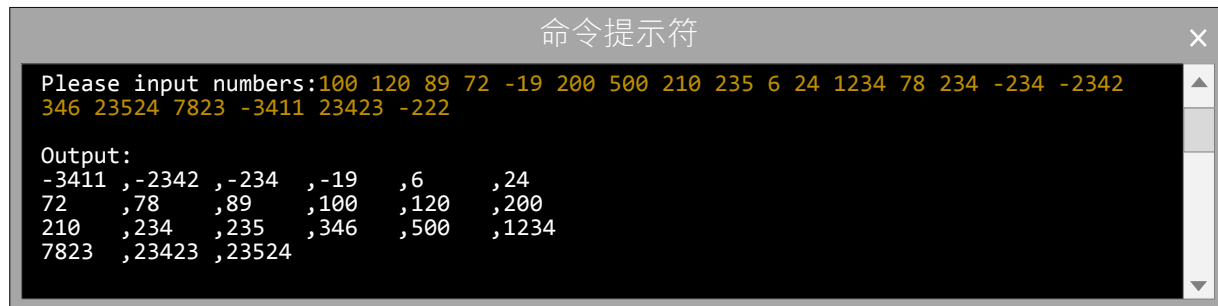 命令提示符
Please input numbers:100 120 89 72 -19 200 500 210 235 6 24 1234 78 234 -234 -2342
346 23524 7823 -3411 23423 -222
Output:
-3411 ,-2342 ,-234 ,-19 ,6 ,24
72 ,78 ,89 ,100 ,120 ,200
210 ,234 ,235 ,346 ,500 ,1234
7823 ,23423 ,23524